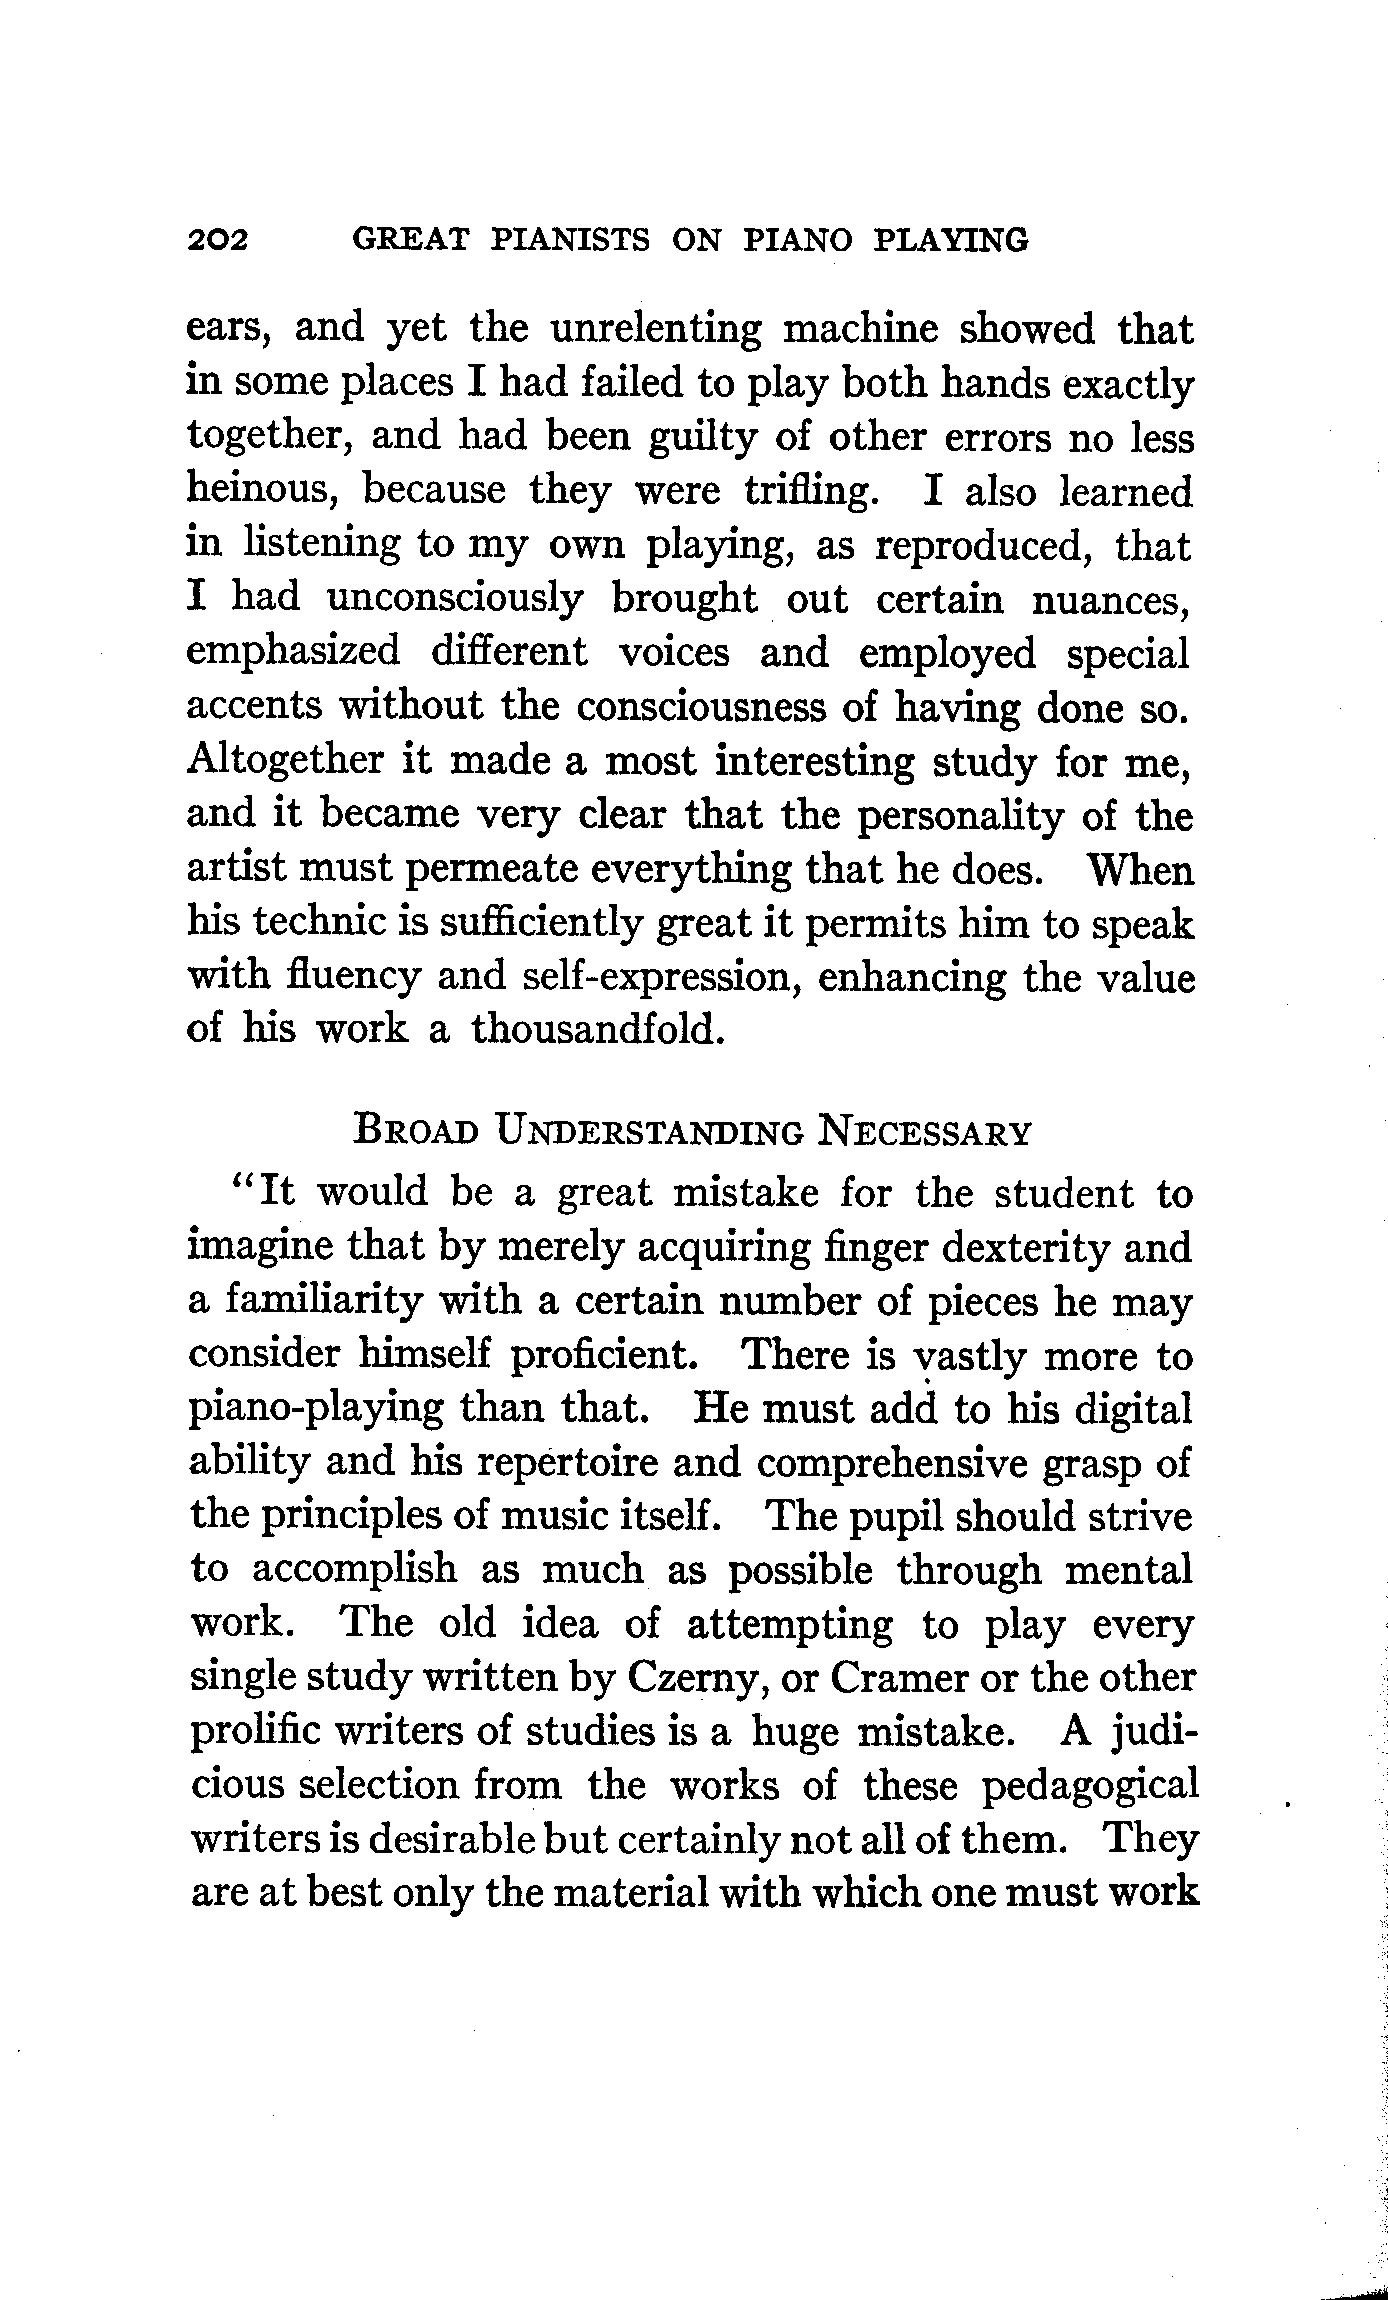 202 GREAT PIANISTS ON PIANO PLAYING
ears, and yet the unrelenting machine showed that
in some places I had failed to play both hands exactly
together, and had been guilty of other errors no less
heinous, because they were trifling. I also learned
in listening to my own playing, as reproduced, that
I had unconsciously brought out certain nuances,
emphasized different voices and employed special
accents without the consciousness of having done so.
Altogether it made a most interesting study for me,
and it became very clear that the personality of the
artist must permeate everything that he does. When
his technic is sufficiently great it permits him to speak
with fluency and self-expression, enhancing the value
of his work a thousandfold.
BROAD UNDERSTANDING NECESSARY
"It would be a great mistake for the student to
imagine that by merely acquiring finger dexterity and
a familiarity with a certain number of pieces he may
consider himself proficient. There is vastly more to
piano-playing than that. He must add to his digital
ability and his repertoire and comprehensive grasp of
the principles of music itself. The pupil should strive
to accomplish as much as possible through mental
work. The old idea of attempting to play every
single study written by Czerny, or Cramer or the other
prolific writers of studies is a huge mistake. A judi-
cious selection from the works of these pedagogical
writers is desirable but certainly not all of them. They
are at best only the material with which one must work